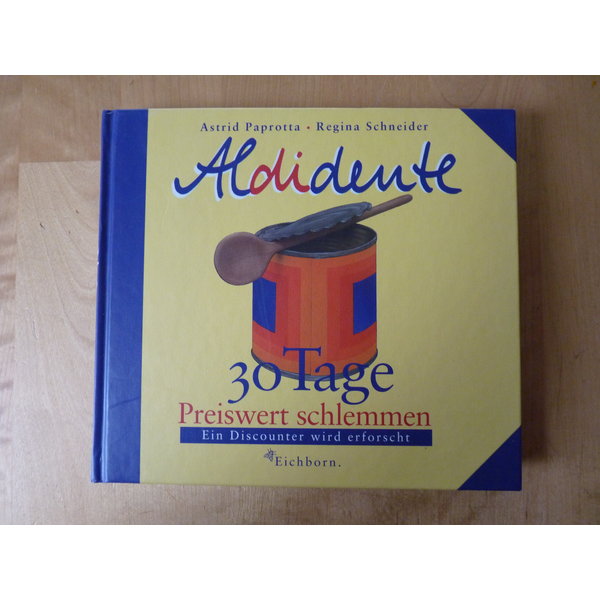 Astrid Paprotta • Regina Schneider
Aldidente
30 Tage
Preiswert schlemmen
Ein Discounter wird erforscht
Eichborn.